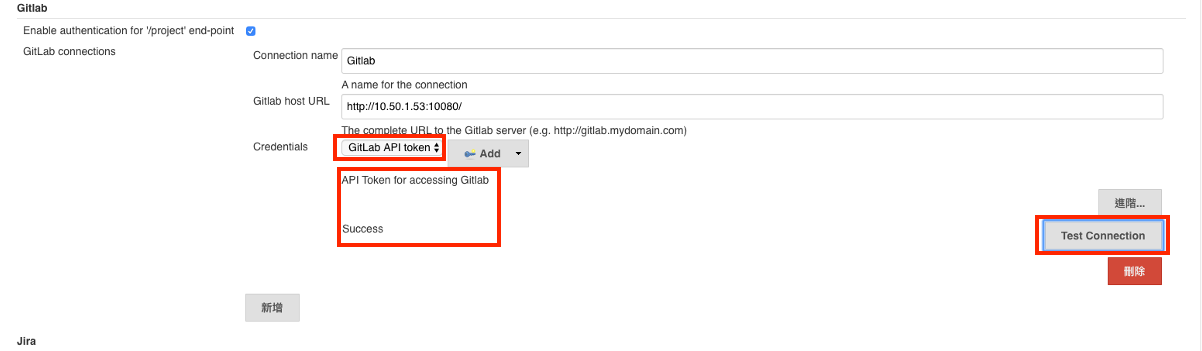 Gitlab
Enable authentication for '/project' end-point
GitLab connections
Connection name
Gitlab
A name for the connection
Gitlab host URL
http://10.50.1.53:10080/
The complete URL to the Gitlab server (e.g. http://gitlab.mydomain.com)
Credentials
GitLab API token
Add
API Token for accessing Gitlab
進階...
Success
Test Connection
刪除
新增
Jira